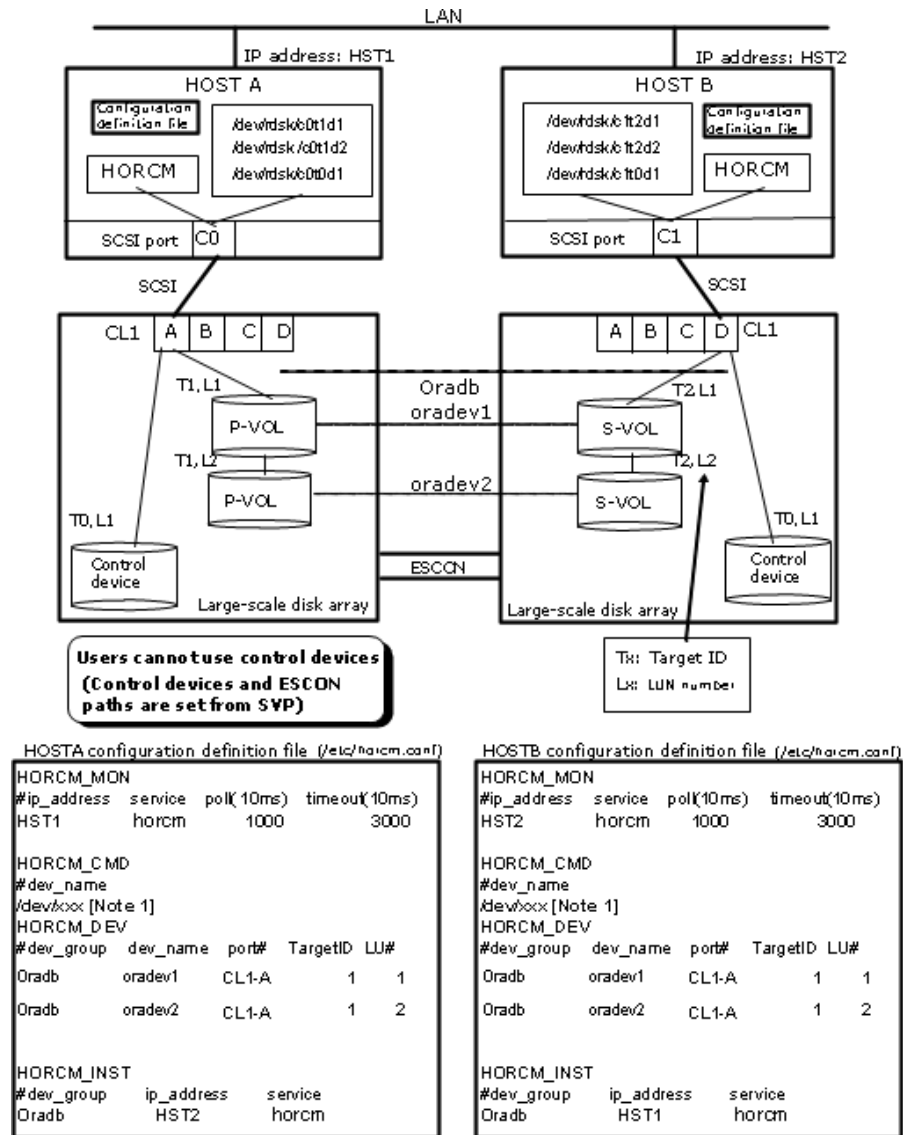 LAN
IP address: HST1
IP address: HST2
HOST A
HOST B
Configuration
definition file
/dev/rdsk/c0t1d1
/dev/rdsk/c0t1d2
/dev/rdsk/c0t0d1
HORCM
/dev/rdsk/c1t2d1
/dev/rdsk/c1t2d2
/dev/rdsk/c1t0d1
Configuration
definition file
HORCM
SCSI port C0
SCSI port C1
SCSI
SCSI
CL1 A B C D
A B C D CL1
T1,L1
Oradb
T2,L1
oradev1
P-VOL
S-VOL
T1,L2
T2,L2
oradev2
P-VOL
S-VOL
T0,L1
T0,L1
Control
device
ESCON
Control
device
Large-scale disk array
Large-scale disk array
Users cannot use control devices
(Control devices and ESCON
paths are set from SVP)
Tx: Target ID
Lx: LUN number
HOSTA configuration definition file (/etc/horcm.conf)
HORCM_MON
#ip_address service poll(10ms) timeout(10ms)
HST1 horcm 1000 3000
HORCM_CMD
#dev_name
/dev/xxx [Note 1]
HORCM_DEV
#dev_group dev_name port# TargetID LU#
Oradb oradev1 CL1-A 1 1
Oradb oradev2 CL1-A 1 2
HORCM_INST
#dev_group ip_address service
Oradb HST2 horcm
HOSTB configuration definition file (/etc/horcm.conf)
HORCM_MON
#ip_address service poll(10ms) timeout(10ms)
HST2 horcm 1000 3000
HORCM_CMD
#dev_name
/dev/xxx [Note 1]
HORCM_DEV
#dev_group dev_name port# TargetID LU#
Oradb oradev1 CL1-A 1 1
Oradb oradev2 CL1-A 1 2
HORCM_INST
#dev_group ip_address service
Oradb HST1 horcm